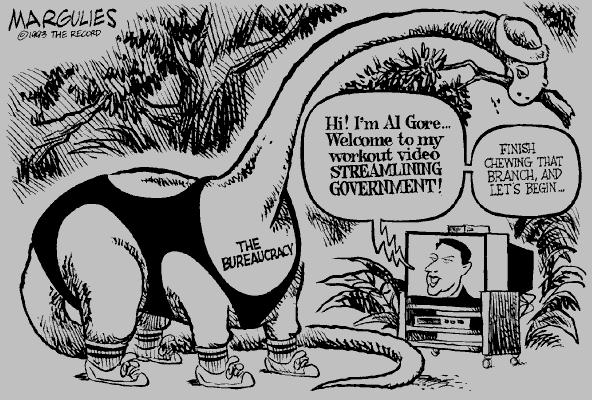 MARGULIES
©1993 THE RECORD
Hi! I'm Al Gore...
Welcome to my
workout video
STREAMLINING
GOVERNMENT!
FINISH
CHEWING THAT
BRANCH, AND
LET'S BEGIN...
THE
BUREAUCRACY